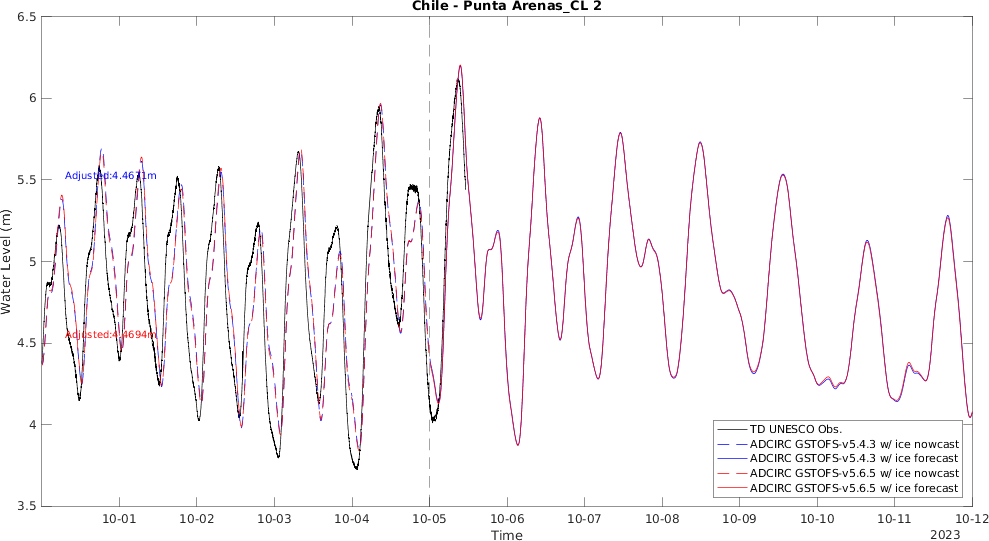 Chile - Punta Arenas_CL 2
Water Level (m)
6.5
6
5.5
5
4.5
4
3.5
Adjusted:4.4671m
Adjusted:4.4694m
TD UNESCO Obs.
ADCIRC GSTOFS-v5.4.3 w/ ice nowcast
ADCIRC GSTOFS-v5.4.3 w/ ice forecast
ADCIRC GSTOFS-v5.6.5 w/ ice nowcast
ADCIRC GSTOFS-v5.6.5 w/ ice forecast
10-01 10-02 10-03 10-04 10-05 10-06 10-07 10-08 10-09 10-10 10-11 10-12
Time
2023